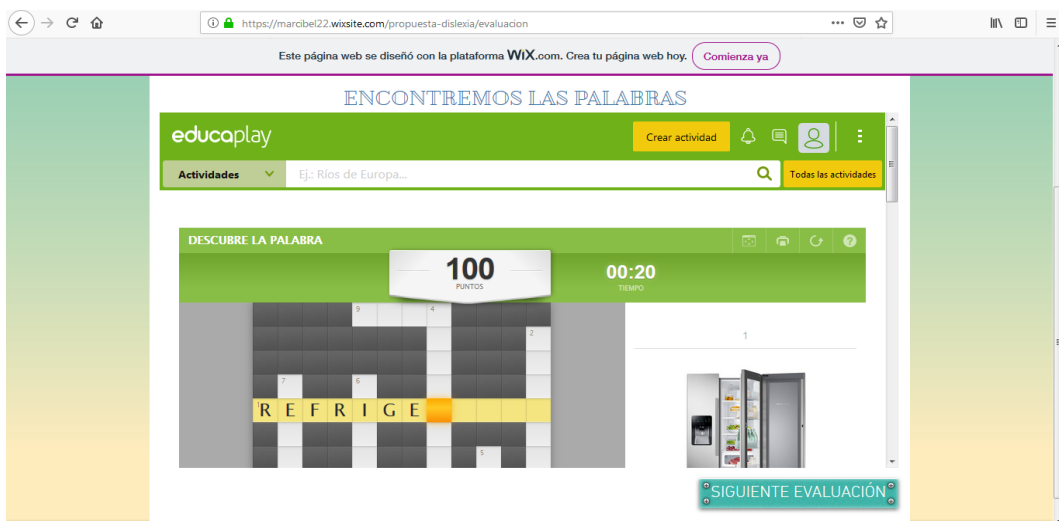 https://marcibel22.wixsite.com/propuesta-dislexia/evaluacion
Este página web se diseñó con la plataforma WiX.com. Crea tu página web hoy. Comienza ya
ENCONTREMOS LAS PALABRAS
educaplay Crear actividad
Actividades Ej.: Ríos de Europa... Todas las actividades
DESCUBRE LA PALABRA
100 00:20
PUNTOS TIEMPO
9 4
2 1
7 6
1 R E F R I G E
5
SIGUIENTE EVALUACIÓN